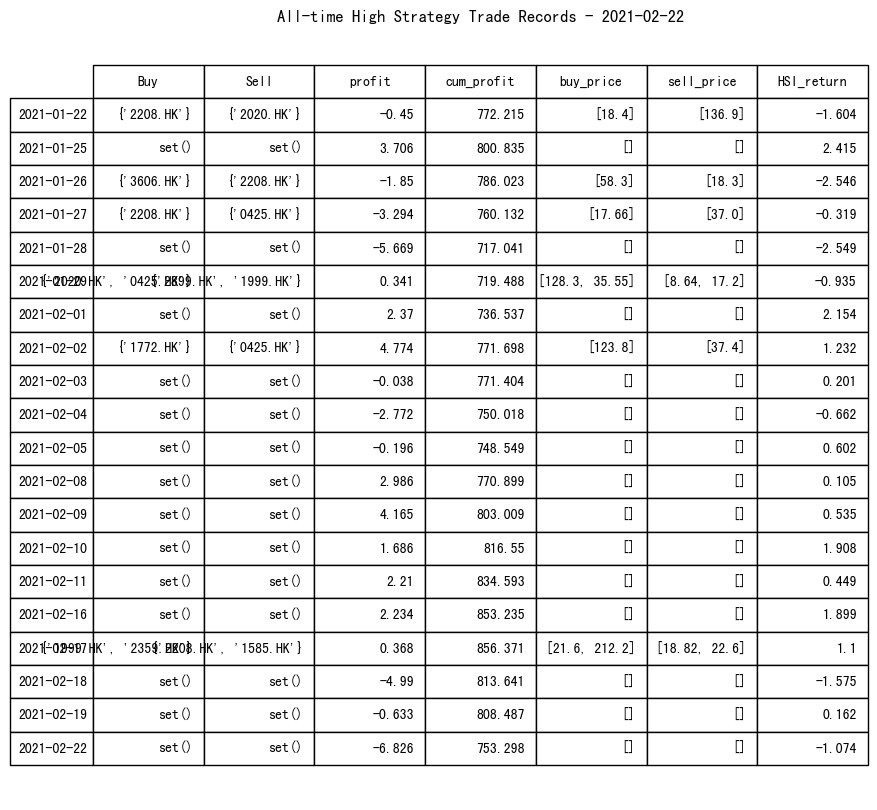 All-time High Strategy Trade Records - 2021-02-22
Buy Sell profit cum_profit buy_price sell_price HSI_return
2021-01-22 {'2208.HK'} {'2020.HK'} -0.45 772.215 [18.4] [136.9] -1.604
2021-01-25 set() set() 3.706 800.835 [] [] 2.415
2021-01-26 {'3606.HK'} {'2208.HK'} -1.85 786.023 [58.3] [18.3] -2.546
2021-01-27 {'2208.HK'} {'0425.HK'} -3.294 760.132 [17.66] [37.0] -0.319
2021-01-28 set() set() -5.669 717.041 [] [] -2.549
2021-01-29 {'2020.HK', '0425.HK'} {'2899.HK', '1999.HK'} 0.341 719.488 [128.3, 35.55] [8.64, 17.2] -0.935
2021-02-01 set() set() 2.37 736.537 [] [] 2.154
2021-02-02 {'1772.HK'} {'0425.HK'} 4.774 771.698 [123.8] [37.4] 1.232
2021-02-03 set() set() -0.038 771.404 [] [] 0.201
2021-02-04 set() set() -2.772 750.018 [] [] -0.662
2021-02-05 set() set() -0.196 748.549 [] [] 0.602
2021-02-08 set() set() 2.986 770.899 [] [] 0.105
2021-02-09 set() set() 4.165 803.009 [] [] 0.535
2021-02-10 set() set() 1.686 816.55 [] [] 1.908
2021-02-11 set() set() 2.21 834.593 [] [] 0.449
2021-02-16 set() set() 2.234 853.235 [] [] 1.899
2021-02-17 {'1999.HK', '2359.HK'} {'2208.HK', '1585.HK'} 0.368 856.371 [21.6, 212.2] [18.82, 22.6] 1.1
2021-02-18 set() set() -4.99 813.641 [] [] -1.575
2021-02-19 set() set() -0.633 808.487 [] [] 0.162
2021-02-22 set() set() -6.826 753.298 [] [] -1.074